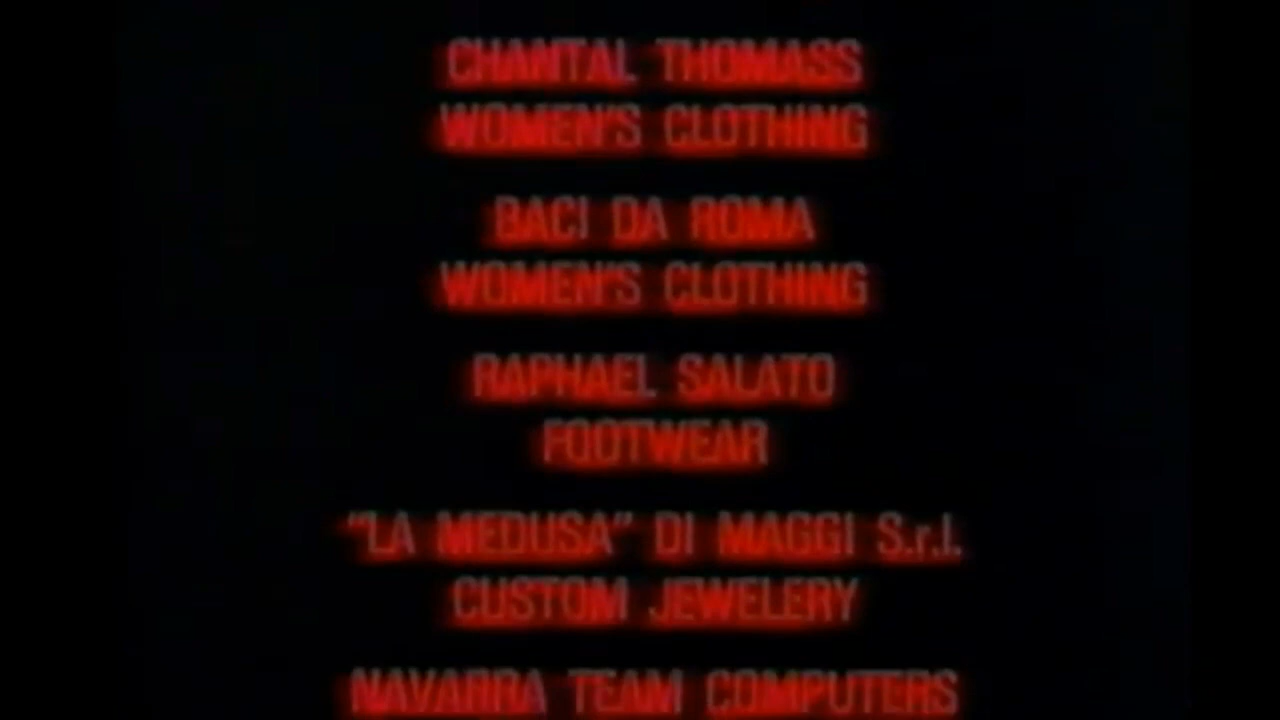 CHANTAL THOMASS
WOMEN'S CLOTHING
BACI DA ROMA
WOMEN'S CLOTHING
RAPHAEL SALATO
FOOTWEAR
"LA MEDUSA" DI MAGGI S.r.l.
CUSTOM JEWELERY
NAVARRA TEAM COMPUTERS